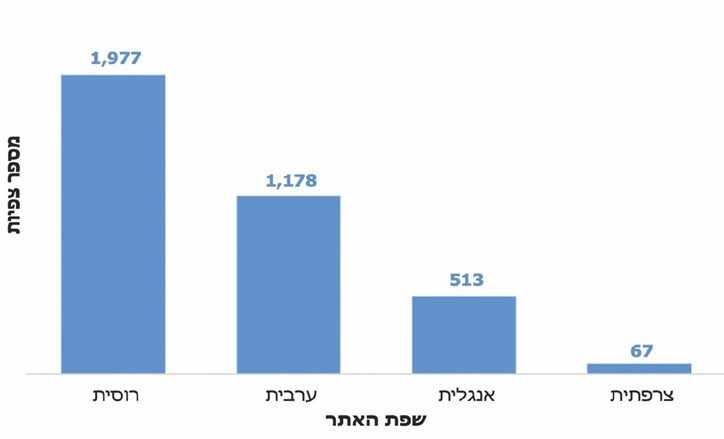 1,977
1,178
513
67
מספר צפיות
רוסית
ערבית
אנגלית
צרפתית
שפת האתר